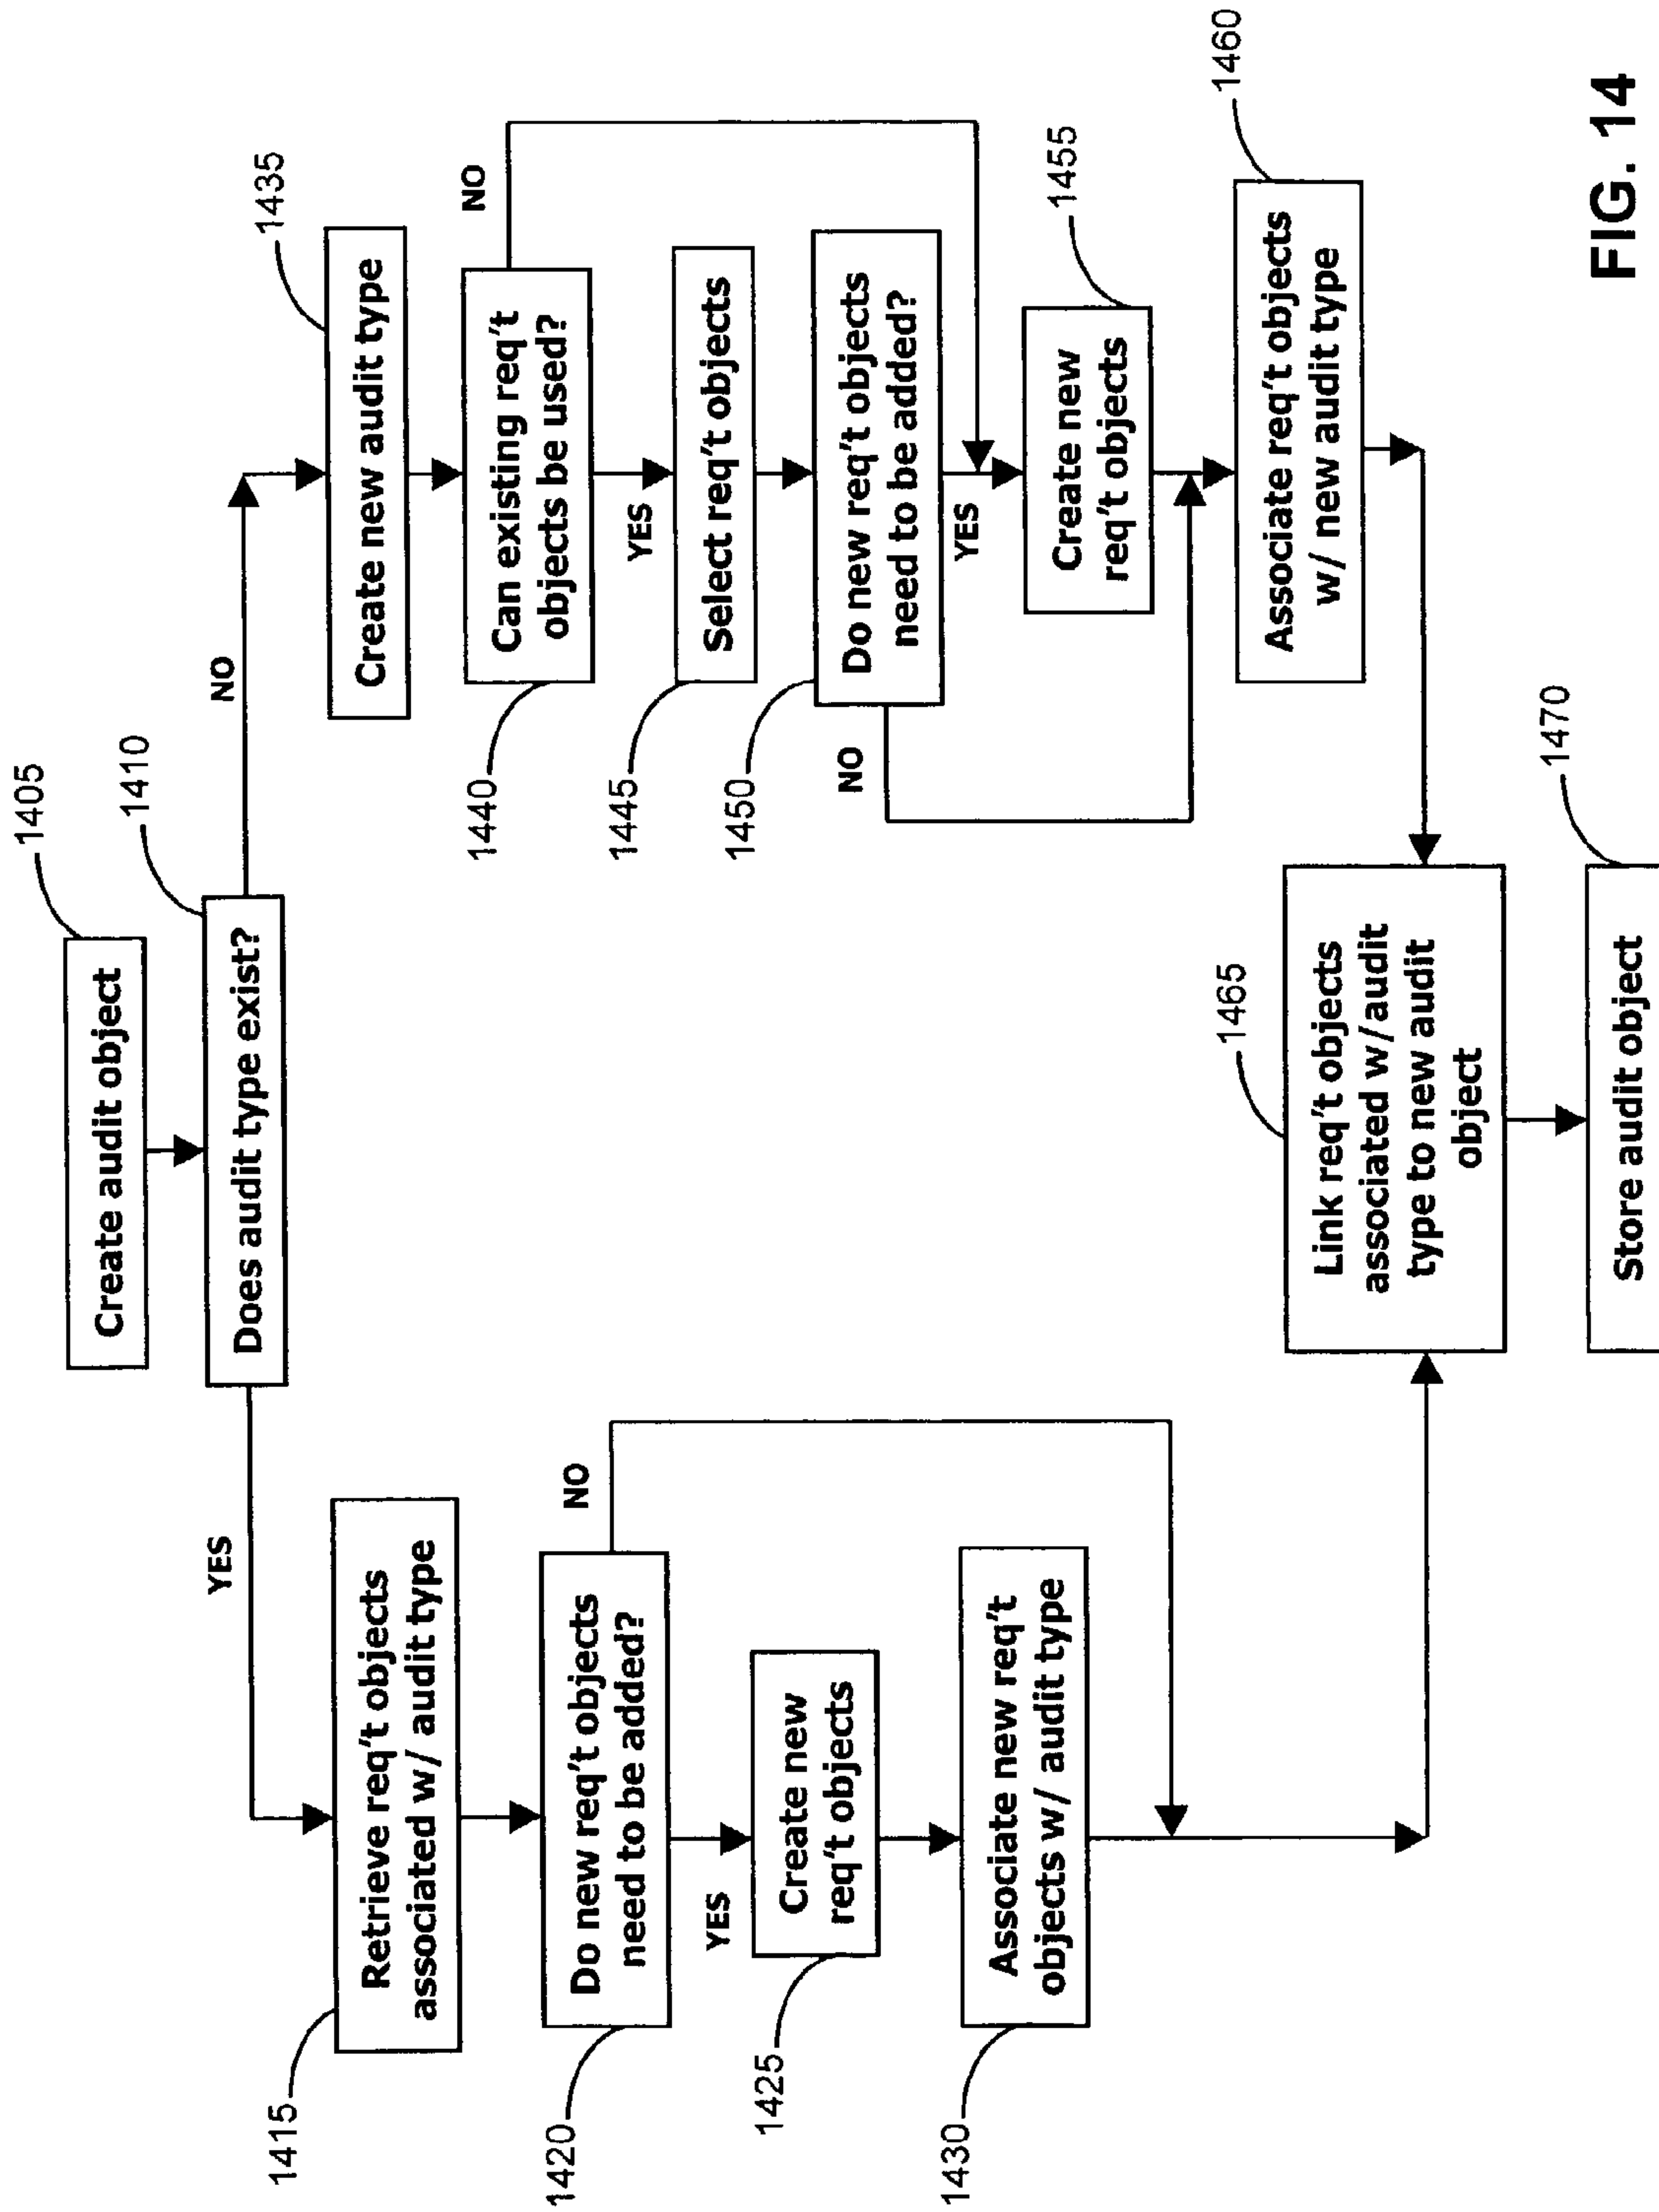 1405
Create audit object
1410
Does audit type exist?
YES
NO
1415
Retrieve req't objects
associated w/ audit type
1420
Do new req't objects
need to be added?
NO
YES
1425
Create new
req't objects
1430
Associate new req't
objects w/ audit type
1435
Create new audit type
1440
Can existing req't
objects be used?
NO
YES
1445
Select req't objects
1450
Do new req't objects
need to be added?
NO
YES
1455
Create new
req't objects
1460
Associate req't objects
w/ new audit type
1465
Link req't objects
associated w/audit
type to new audit
object
1470
Store audit object
FIG. 14